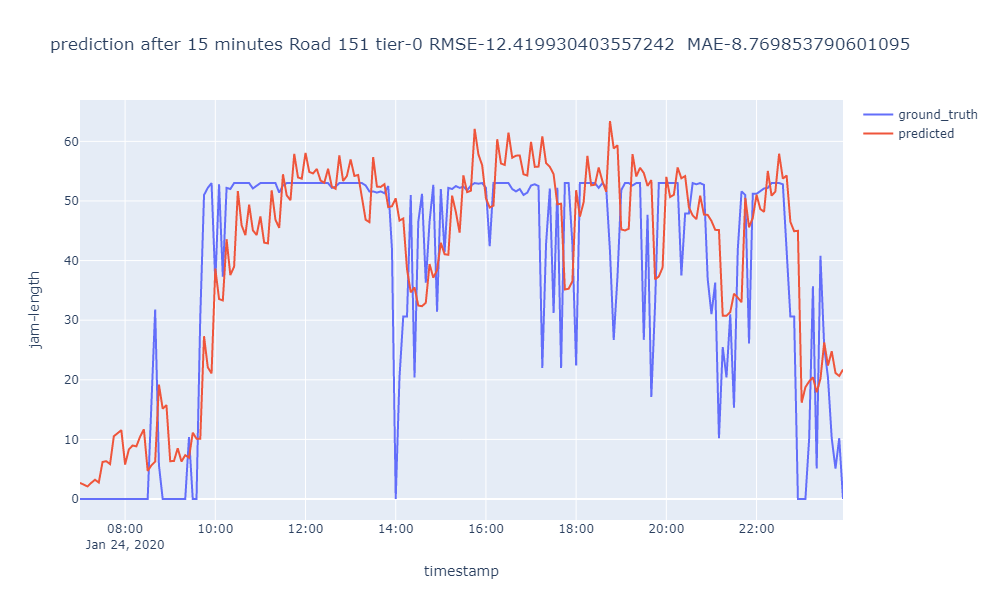 prediction after 15 minutes Road 151 tier-0 RMSE-12.419930403557242 MAE-8.769853790601095
ground_truth
predicted
60
50
40
30
20
10
0
jam-length
08:00 10:00 12:00 14:00 16:00 18:00 20:00 22:00
Jan 24, 2020
timestamp